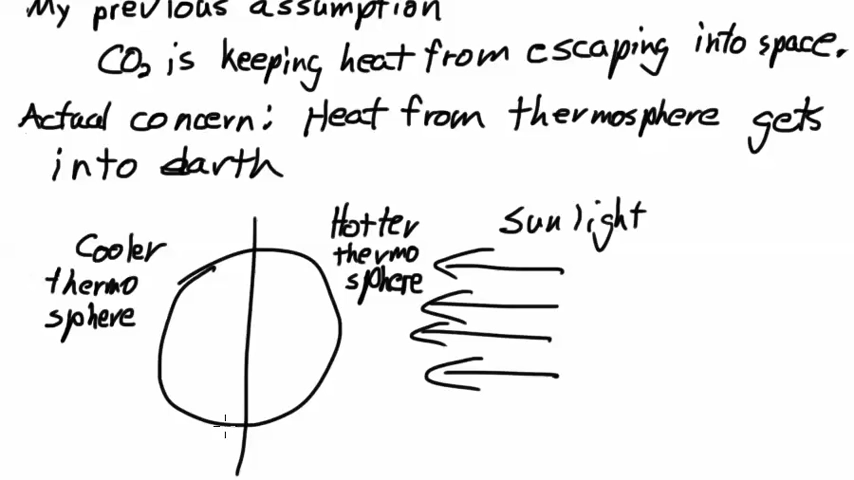 My previous assumption
CO₂ is keeping heat from escaping into space.
Actual concern: Heat from thermosphere gets
into darth
Cooler
thermo
sphere
Hotter
thermo
sphere
Sunlight